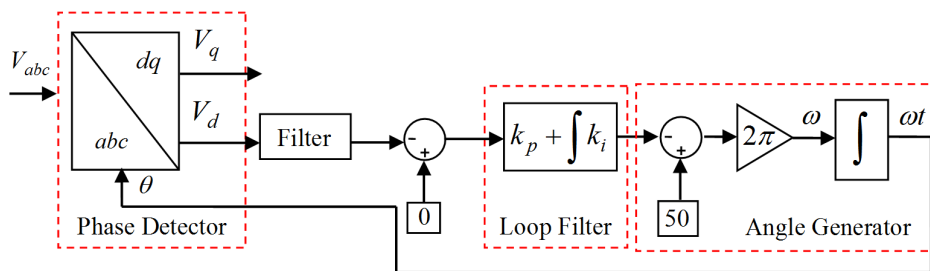 V_abc
dq
abc
V_q
V_d
θ
Phase Detector
Filter
-
+
0
k_p + ∫ k_i
Loop Filter
-
+
50
2π
ω
∫
ωt
Angle Generator